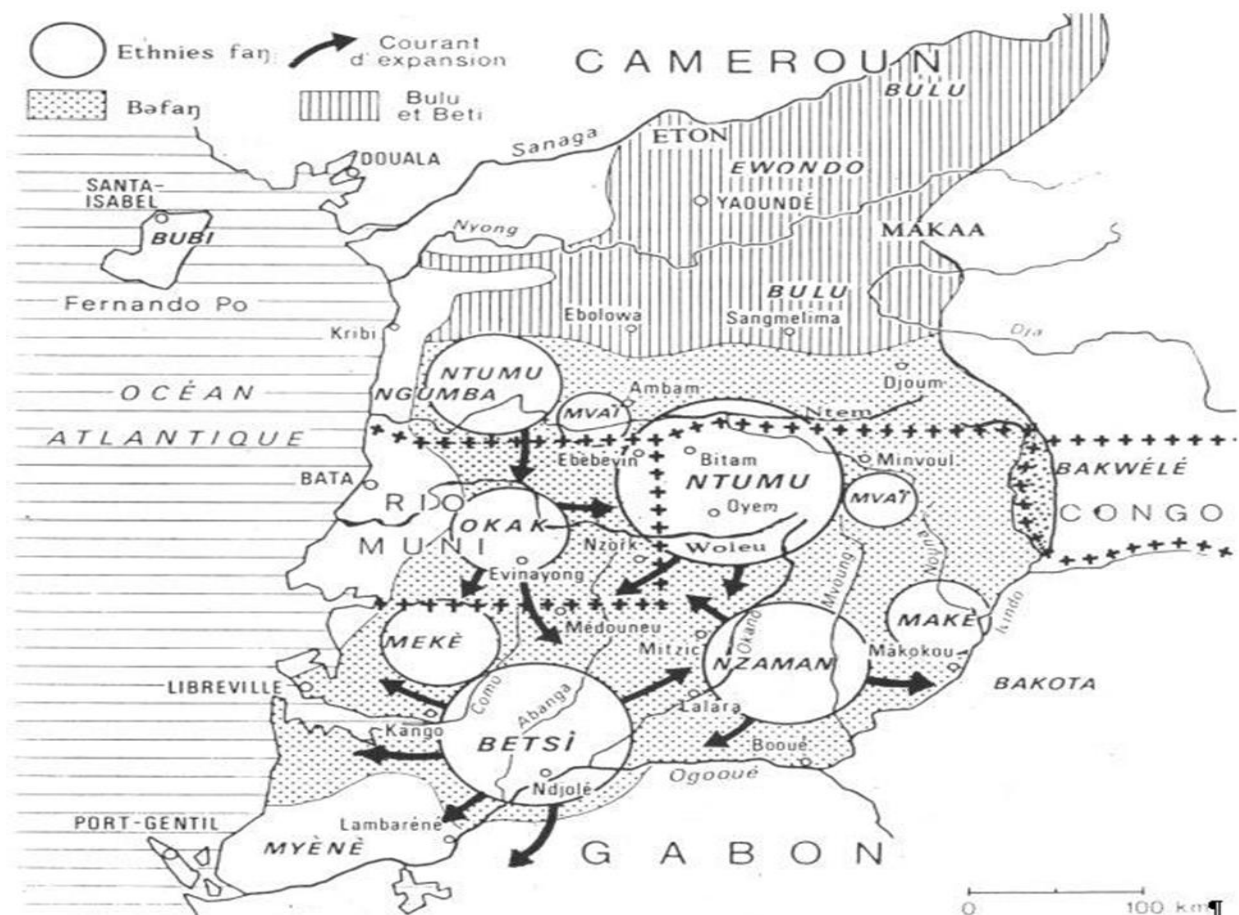 Ethnies faŋ
Courant
d'expansion
Bəfaŋ
Bulu
et Beti
CAMEROUN
BULU
Sanaga
ETON
DOUALA
EWONDO
SANTA-
ISABEL
YAOUNDÉ
BUBI
Nyong
MAKAA
Fernando Po
BULU
Ebolowa
Sangmelima
Dja
Kribi
NTUMU
Djoum
OCÉAN
NGUMBA
MVAÏ
Ambam
Ntem
ATLANTIQUE
Ebebeyin
Bitam
Minvoul
BAKWÉLÉ
BATA
NTUMU
MVAÏ
RIO
Oyem
CONGO
OKAK
MUNI
Nzork
Woleu
Mvoung
Nouna
Evinayong
Ivindo
MEKÈ
Médouneu
Mitzic
Okano
MAKÈ
NZAMAN
Makokou
LIBREVILLE
Como
Abanga
Lalara
BAKOTA
Kango
BETSI
Booué
Ndjolé
Ogooué
PORT-GENTIL
Lambaréné
MYÈNÈ
GABON
0 100 km¶